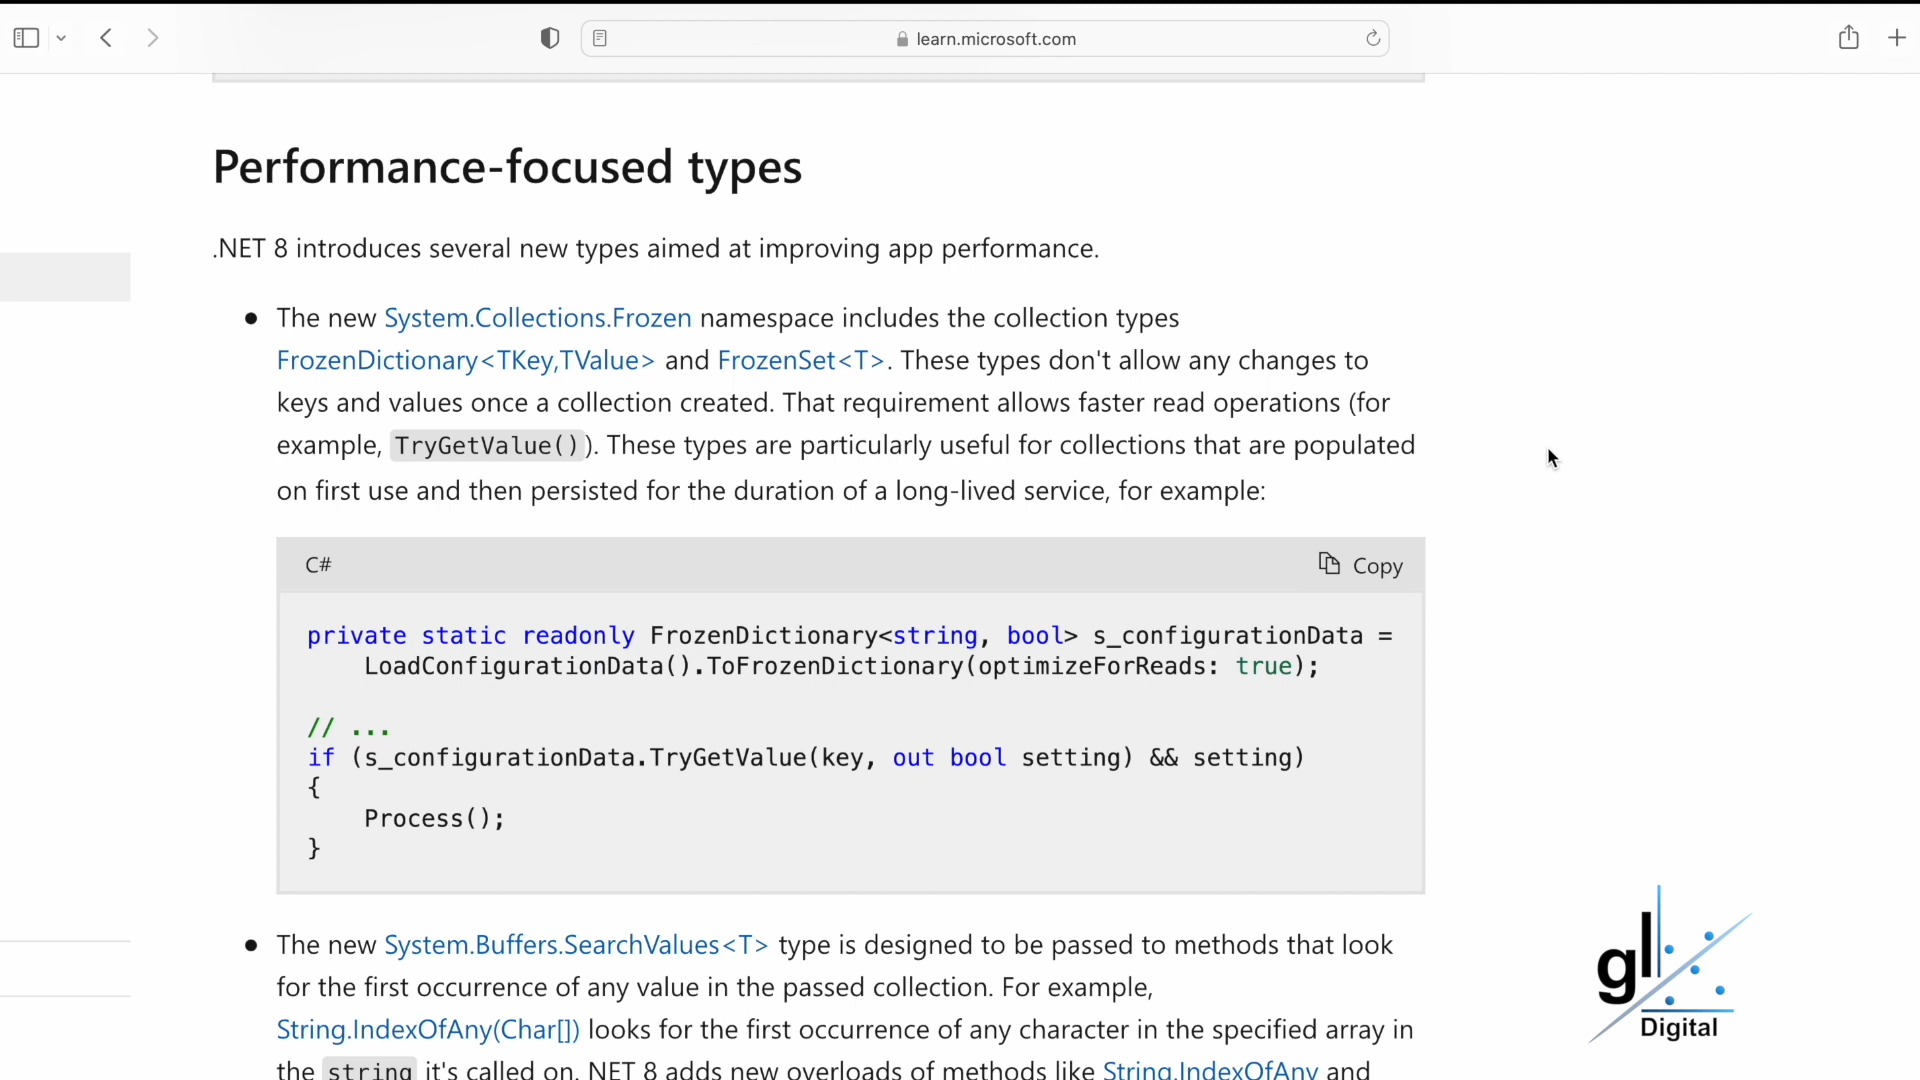 learn.microsoft.com
Performance-focused types
.NET 8 introduces several new types aimed at improving app performance.
The new System.Collections.Frozen namespace includes the collection types
FrozenDictionary<TKey,TValue> and FrozenSet<T>. These types don't allow any changes to
keys and values once a collection created. That requirement allows faster read operations (for
example, TryGetValue()). These types are particularly useful for collections that are populated
on first use and then persisted for the duration of a long-lived service, for example:
C#
Copy
private static readonly FrozenDictionary<string, bool> s_configurationData =
    LoadConfigurationData().ToFrozenDictionary(optimizeForReads: true);
// ...
if (s_configurationData.TryGetValue(key, out bool setting) && setting)
{
    Process();
}
The new System.Buffers.SearchValues<T> type is designed to be passed to methods that look
for the first occurrence of any value in the passed collection. For example,
String.IndexOfAny(Char[]) looks for the first occurrence of any character in the specified array in
the string it's called on. NET 8 adds new overloads of methods like String.IndexOfAny and
gl
Digital